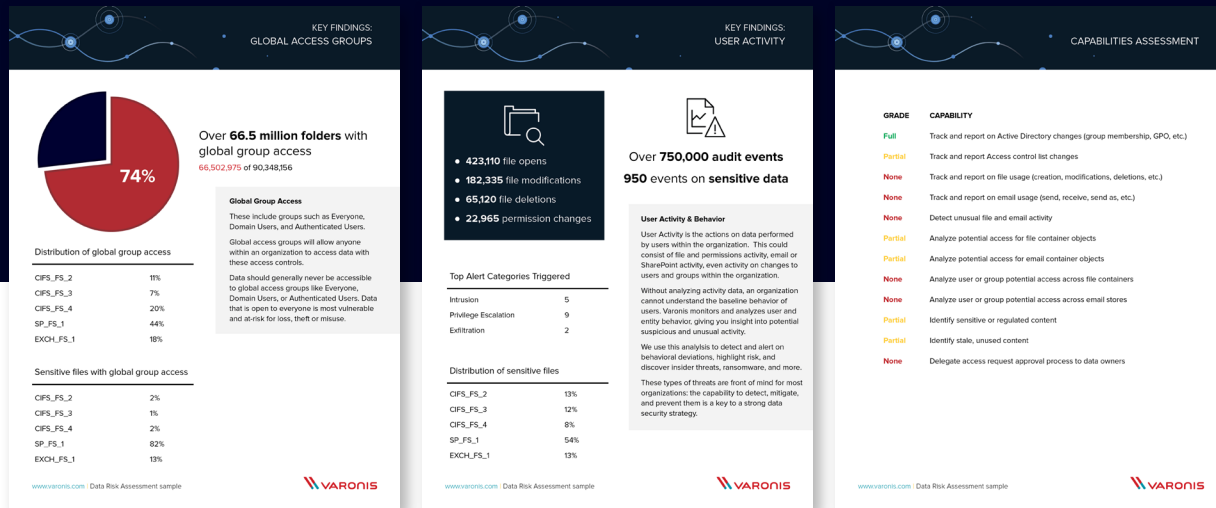 KEY FINDINGS:
GLOBAL ACCESS GROUPS
74%
Over 66.5 million folders with
global group access
66,502,975 of 90,348,156
Global Group Access
These include groups such as Everyone,
Domain Users, and Authenticated Users.
Global access groups will allow anyone
within an organization to access data with
these access controls.
Data should generally never be accessible
to global access groups like Everyone,
Domain Users, or Authenticated Users. Data
that is open to everyone is most vulnerable
and at-risk for loss, theft or misuse.
Distribution of global group access
CIFS_FS_2 11%
CIFS_FS_3 7%
CIFS_FS_4 20%
SP_FS_1 44%
EXCH_FS_1 18%
Sensitive files with global group access
CIFS_FS_2 2%
CIFS_FS_3 1%
CIFS_FS_4 2%
SP_FS_1 82%
EXCH_FS_1 13%
www.varonis.com | Data Risk Assessment sample
VARONIS
KEY FINDINGS:
USER ACTIVITY
• 423,110 file opens
• 182,335 file modifications
• 65,120 file deletions
• 22,965 permission changes
Over 750,000 audit events
950 events on sensitive data
User Activity & Behavior
User Activity is the actions on data performed
by users within the organization. This could
consist of file and permissions activity, email or
SharePoint activity, even activity on changes to
users and groups within the organization.
Without analyzing activity data, an organization
cannot understand the baseline behavior of
users. Varonis monitors and analyzes user and
entity behavior, giving you insight into potential
suspicious and unusual activity.
We use this analylsis to detect and alert on
behavioral deviations, highlight risk, and
discover insider threats, ransomware, and more.
These types of threats are front of mind for most
organizations: the capability to detect, mitigate,
and prevent them is a key to a strong data
security strategy.
Top Alert Categories Triggered
Intrusion 5
Privilege Escalation 9
Exfiltration 2
Distribution of sensitive files
CIFS_FS_2 13%
CIFS_FS_3 12%
CIFS_FS_4 8%
SP_FS_1 54%
EXCH_FS_1 13%
www.varonis.com | Data Risk Assessment sample
VARONIS
CAPABILITIES ASSESSMENT
GRADE CAPABILITY
Full Track and report on Active Directory changes (group membership, GPO, etc.)
Partial Track and report Access control list changes
None Track and report on file usage (creation, modifications, deletions, etc.)
None Track and report on email usage (send, receive, send as, etc.)
None Detect unusual file and email activity
Partial Analyze potential access for file container objects
Partial Analyze potential access for email container objects
None Analyze user or group potential access across file containers
None Analyze user or group potential access across email stores
Partial Identify sensitive or regulated content
Partial Identify stale, unused content
None Delegate access request approval process to data owners
www.varonis.com | Data Risk Assessment sample
VARONIS